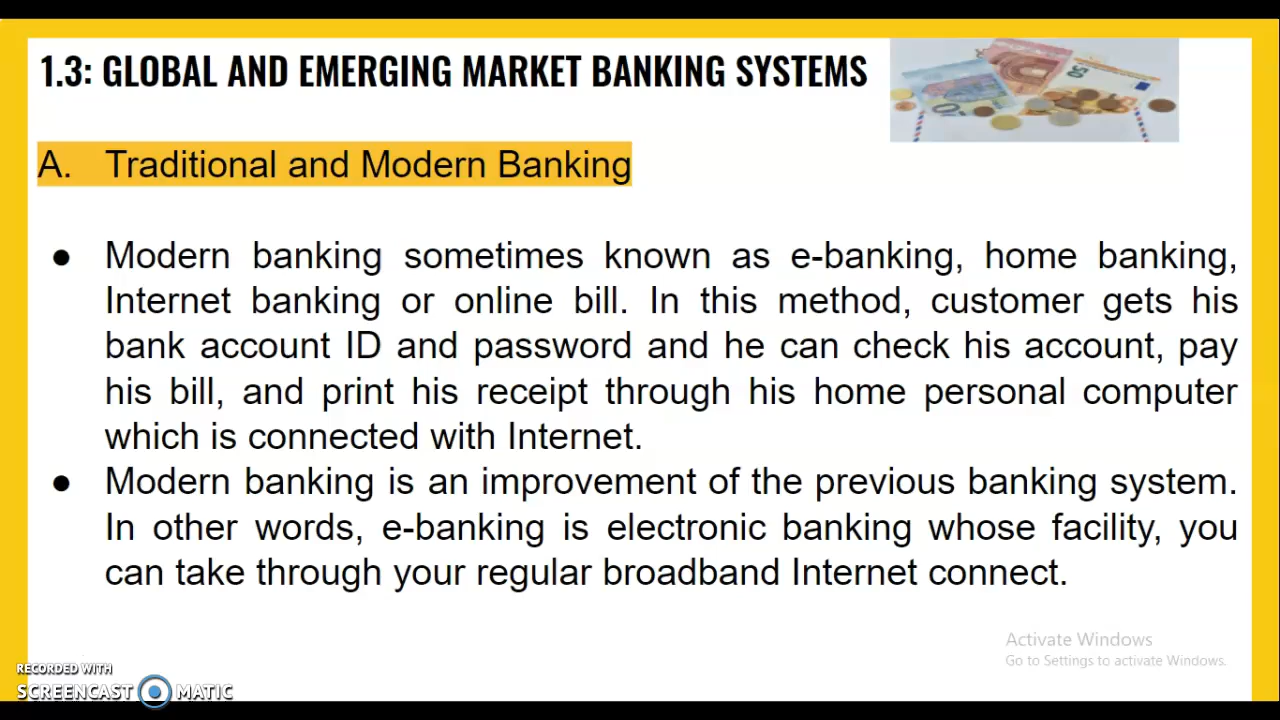 1.3: GLOBAL AND EMERGING MARKET BANKING SYSTEMS
A. Traditional and Modern Banking
● Modern banking sometimes known as e-banking, home banking,
Internet banking or online bill. In this method, customer gets his
bank account ID and password and he can check his account, pay
his bill, and print his receipt through his home personal computer
which is connected with Internet.
● Modern banking is an improvement of the previous banking system.
In other words, e-banking is electronic banking whose facility, you
can take through your regular broadband Internet connect.
Activate Windows
Go to Settings to activate Windows.
RECORDED WITH
SCREENCAST MATIC